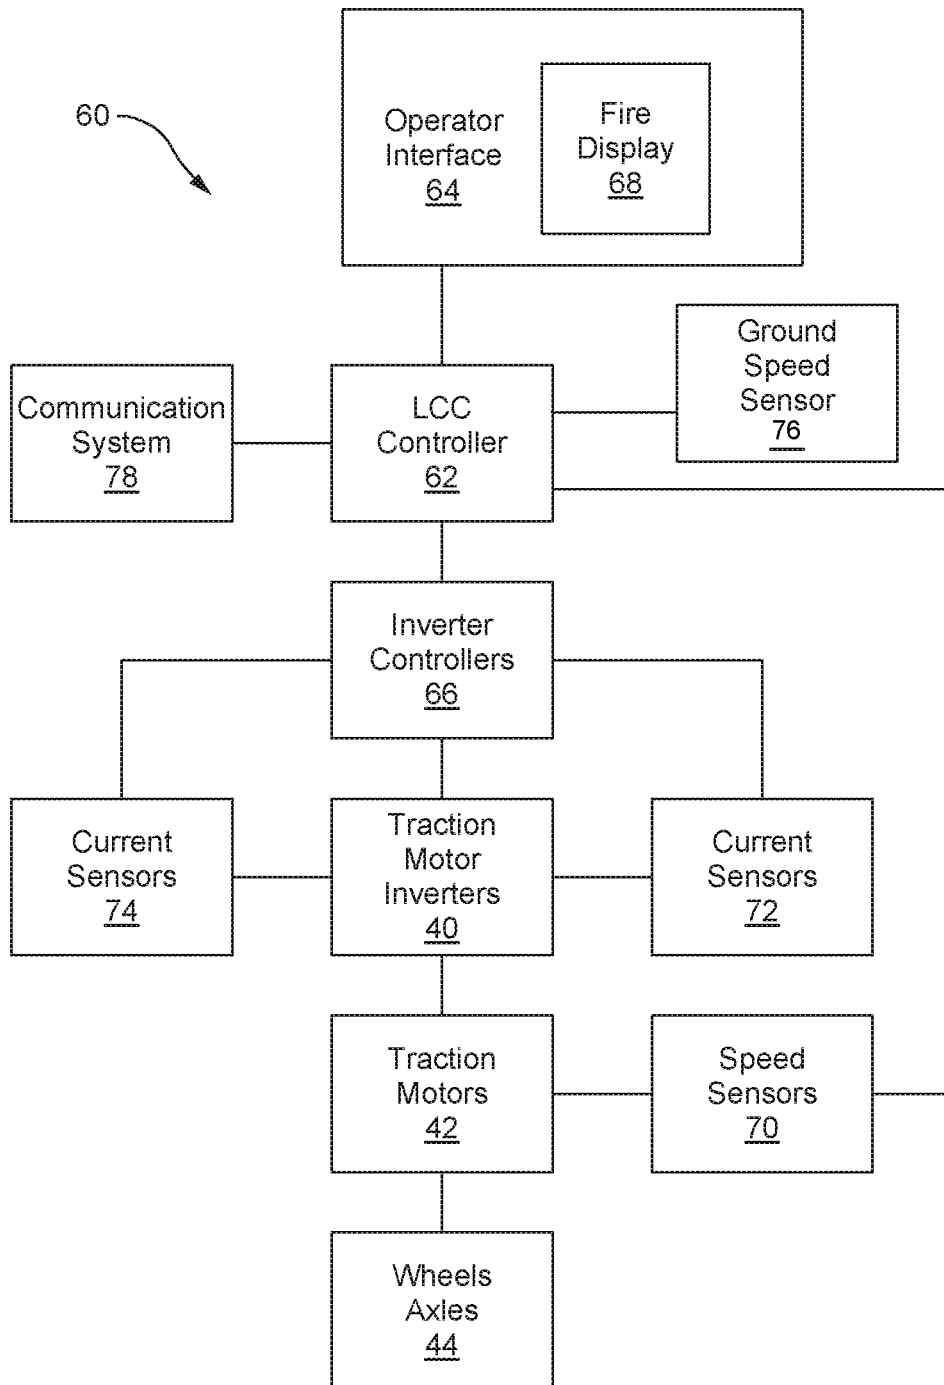 60
Operator
Interface
64
Fire
Display
68
Ground
Speed
Sensor
76
Communication
System
78
LCC
Controller
62
Inverter
Controllers
66
Current
Sensors
74
Traction
Motor
Inverters
40
Current
Sensors
72
Traction
Motors
42
Speed
Sensors
70
Wheels
Axles
44